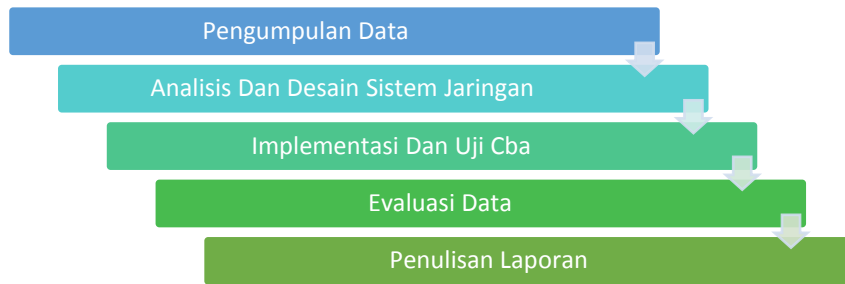 Pengumpulan Data
Analisis Dan Desain Sistem Jaringan
Implementasi Dan Uji Cba
Evaluasi Data
Penulisan Laporan